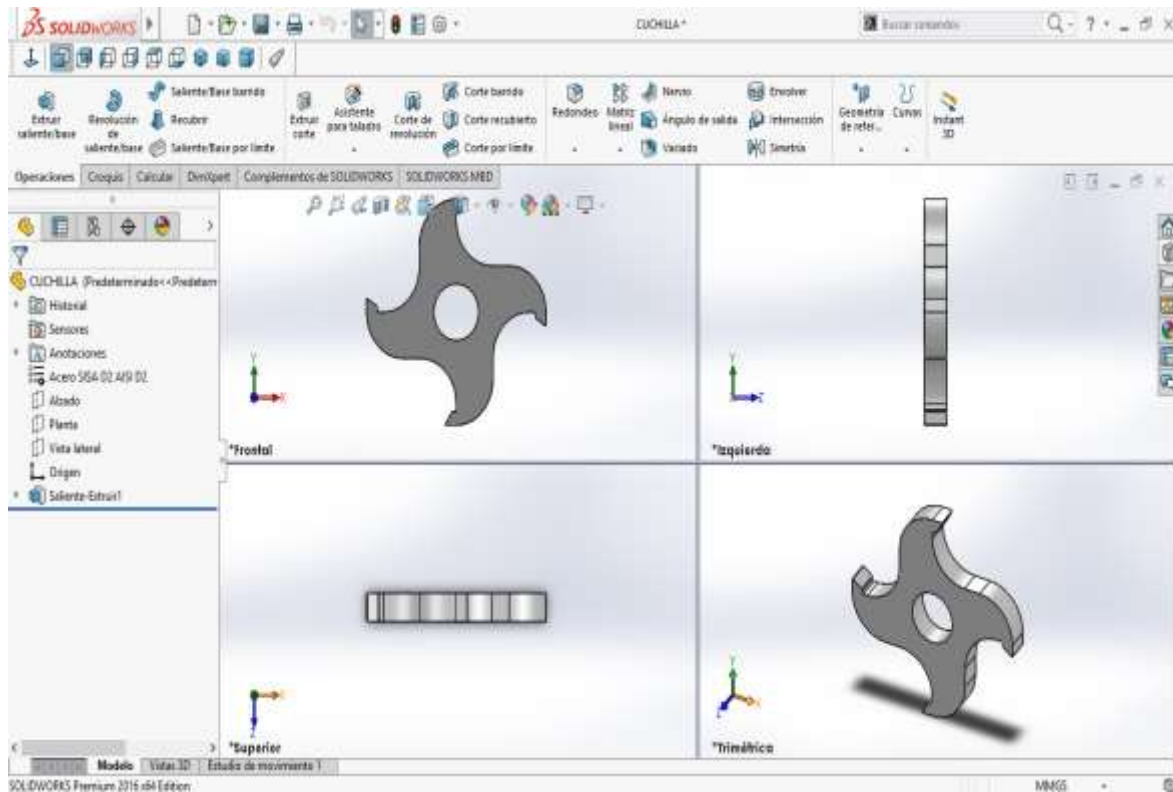 SOLIDWORKS
CUCHILLA *
Buscar comandos
Extruir saliente/base
Revolución de saliente/base
Saliente/Base barrido
Recubrir
Saliente/Base por límite
Extruir corte
Asistente para taladro
Corte de revolución
Corte barrido
Corte recubierto
Corte por límite
Redondeo
Matriz lineal
Nervio
Ángulo de salida
Vaciado
Envolver
Intersección
Simetría
Geometría de refer...
Curvas
Instant 3D
Operaciones
Croquis
Calcular
DimXpert
Complementos de SOLIDWORKS
SOLIDWORKS MBD
CUCHILLA (Predeterminado<<Predeterm
Historial
Sensores
Anotaciones
Acero SISA D2 AISI D2
Alzado
Planta
Vista lateral
Origen
Saliente-Extruir1
Y
X
*Frontal
Y
Z
*Izquierda
X
Z
*Superior
Y
X
Z
*Trimétrica
Modelo
Vistas 3D
Estudio de movimiento 1
SOLIDWORKS Premium 2016 x64 Edition
MMGS